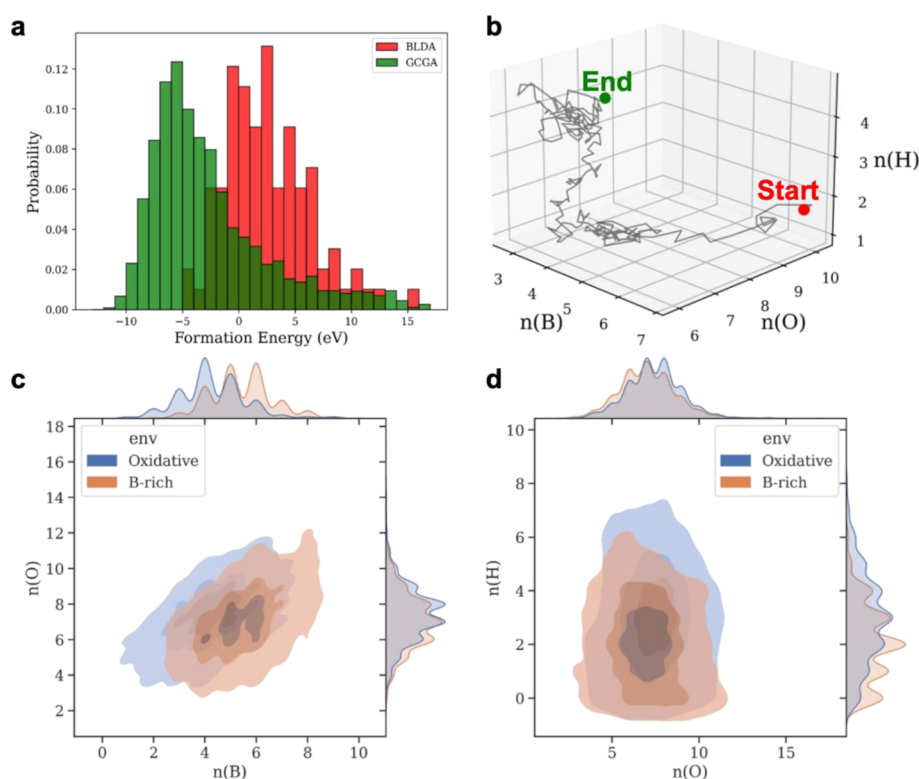 a
BLDA
GCGA
0.12
0.10
0.08
0.06
0.04
0.02
0.00
Probability
−10 −5 0 5 10 15
Formation Energy (eV)
b
End
Start
4
3
2
1
n(H)
3 4 5 6 7
n(B)
6 7 8 9 10
n(O)
c
env
Oxidative
B-rich
18
16
14
12
10
8
6
4
2
n(O)
0 2 4 6 8 10
n(B)
d
env
Oxidative
B-rich
10
8
6
4
2
0
n(H)
5 10 15
n(O)